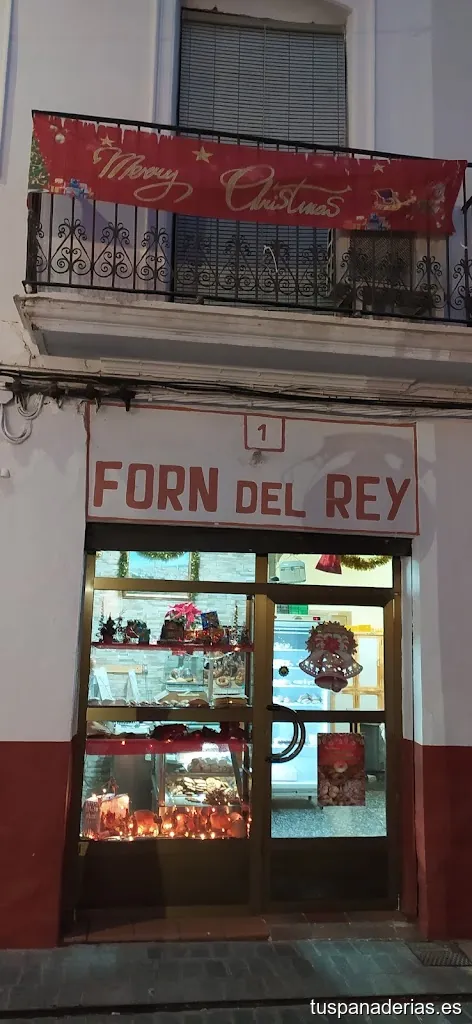 Merry Christmas
1
FORN DEL REY
tuspanaderias.es